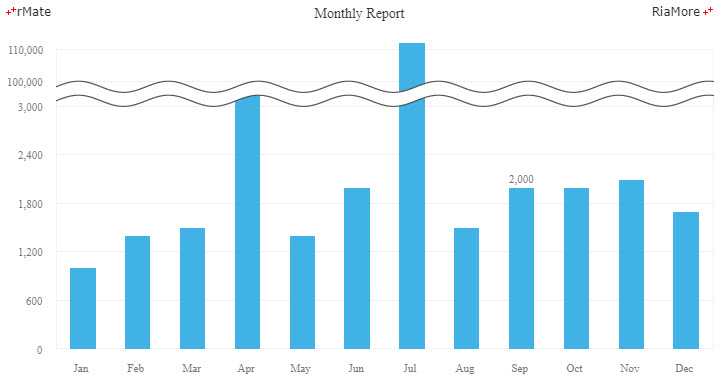 rMate
Monthly Report
RiaMore
110,000
100,000
3,000
2,400
2,000
1,800
1,200
600
0
Jan Feb Mar Apr May Jun Jul Aug Sep Oct Nov Dec